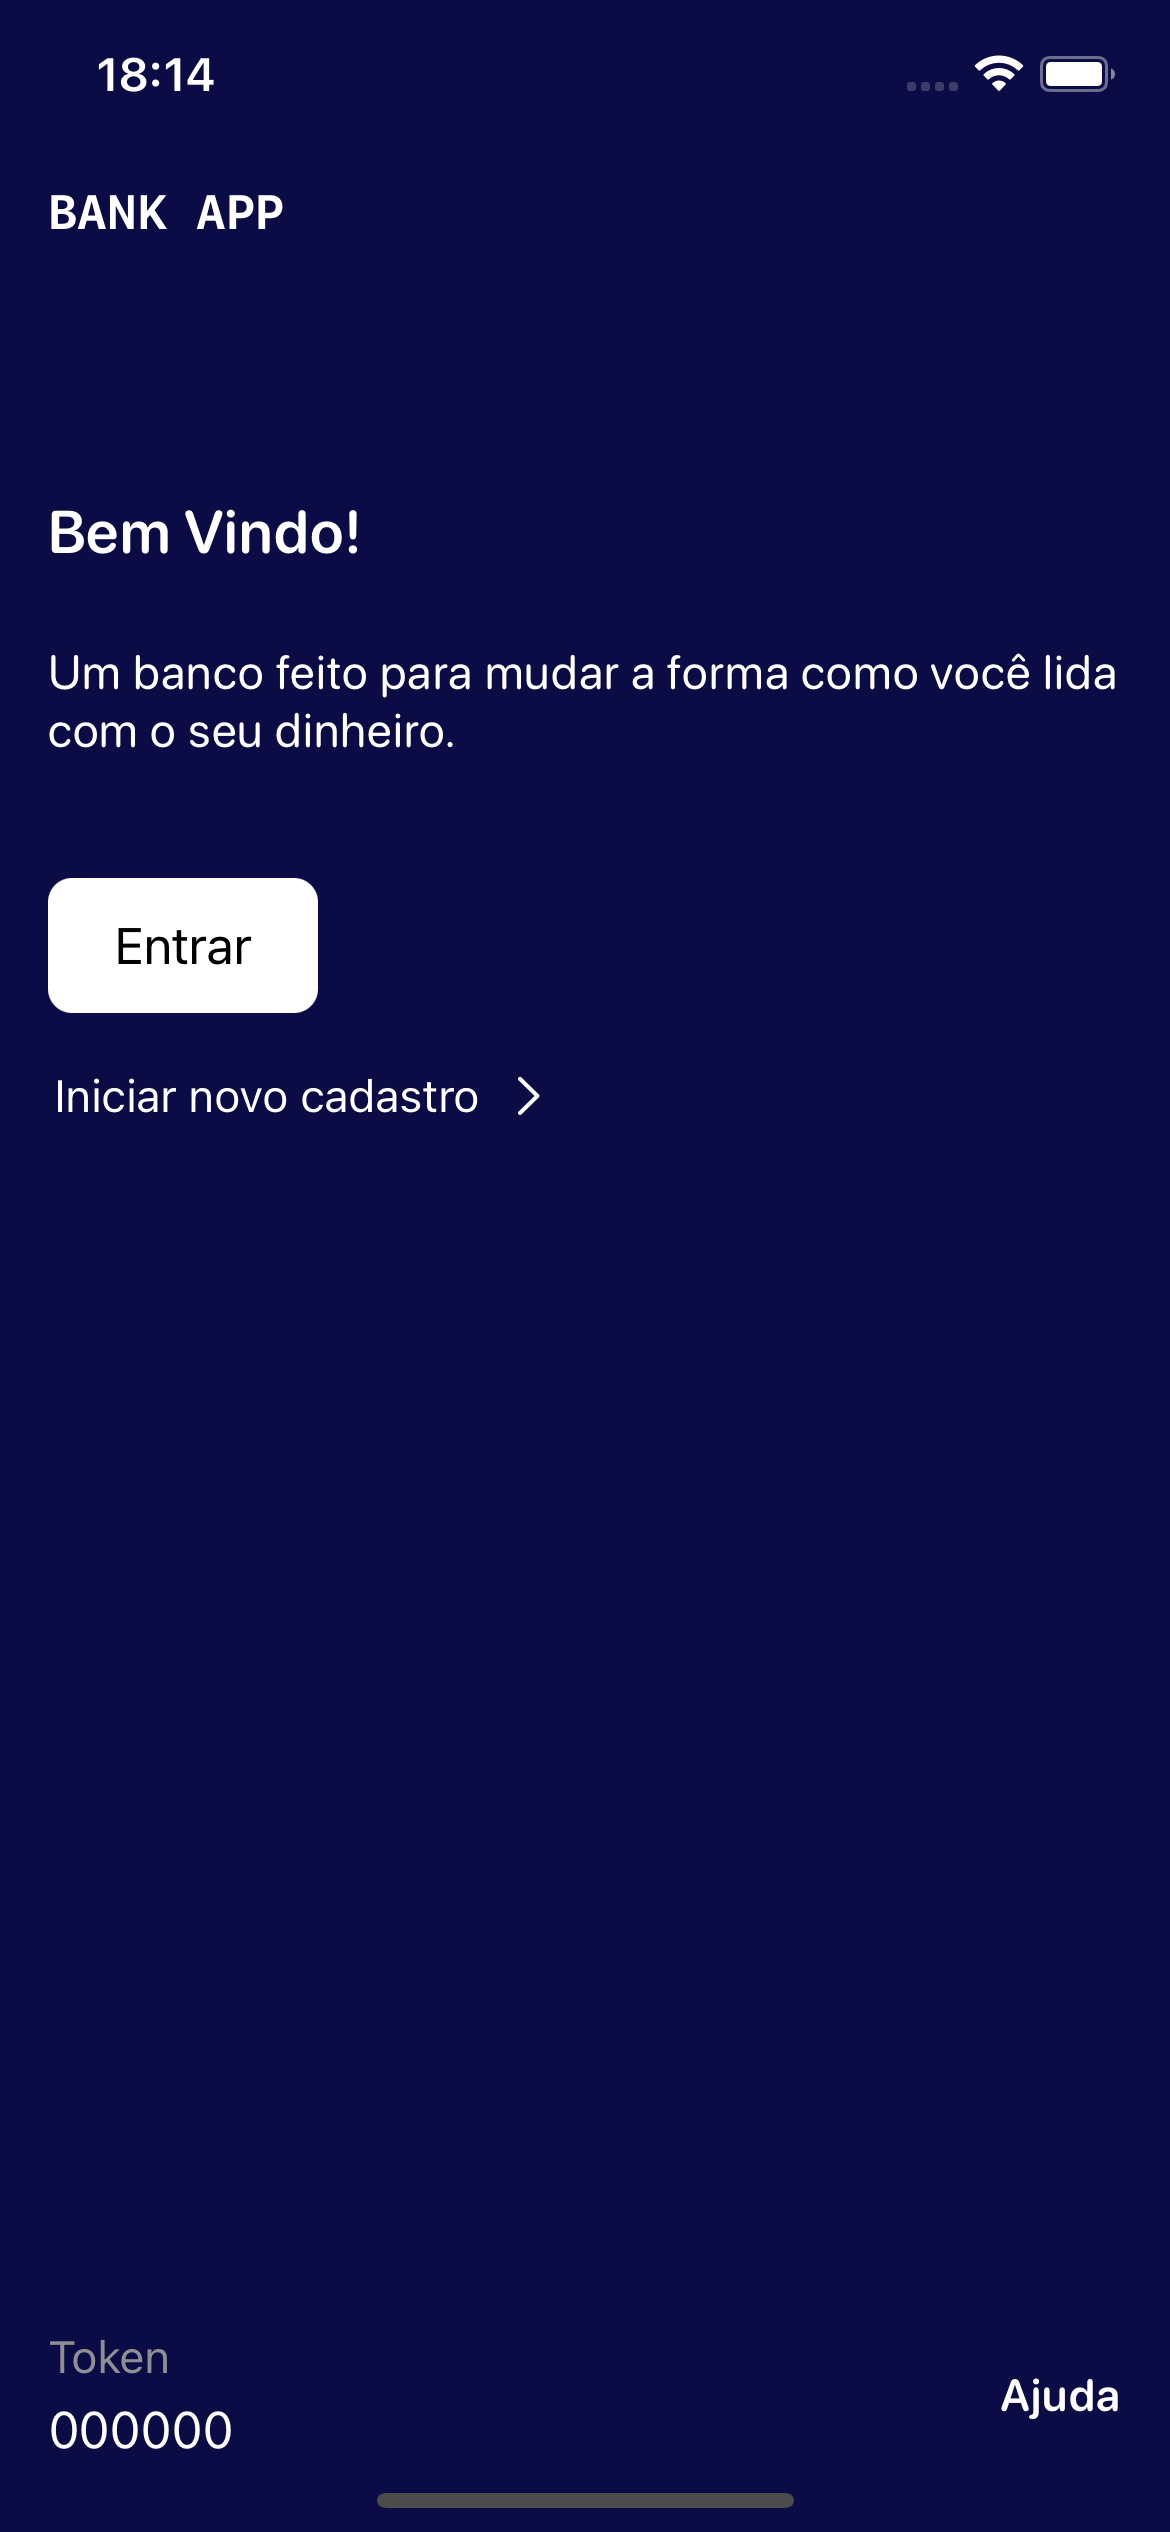 18:14
BANK APP
Bem Vindo!
Um banco feito para mudar a forma como você lida
com o seu dinheiro.
Entrar
Iniciar novo cadastro
Token
000000
Ajuda